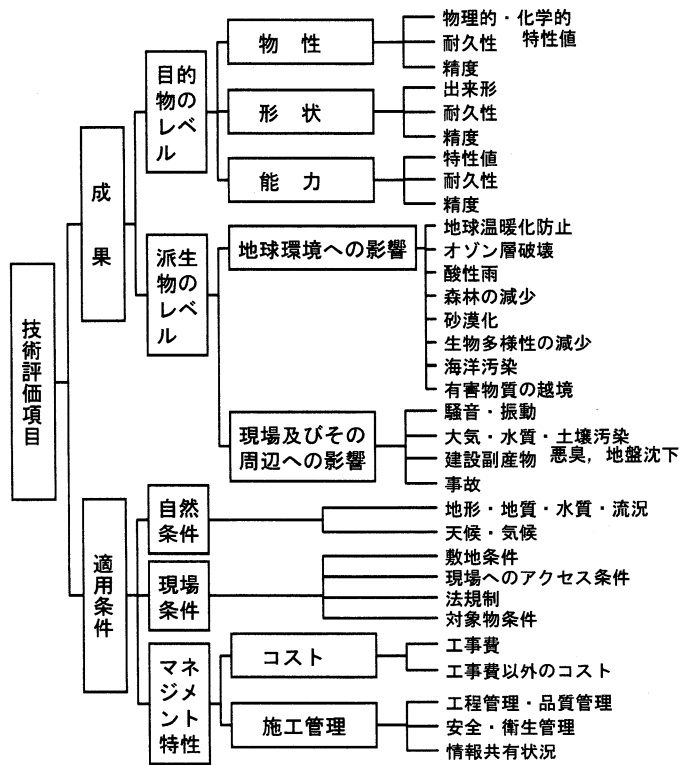 技術評価項目
成果
目的物のレベル
物性
物理的・化学的
耐久性 特性値
精度
形状
出来形
耐久性
精度
能力
特性値
耐久性
精度
派生物のレベル
地球環境への影響
地球温暖化防止
オゾン層破壊
酸性雨
森林の減少
砂漠化
生物多様性の減少
海洋汚染
有害物質の越境
現場及びその
周辺への影響
騒音・振動
大気・水質・土壌汚染
建設副産物 悪臭，地盤沈下
事故
適用条件
自然
条件
地形・地質・水質・流況
天候・気候
現場
条件
敷地条件
現場へのアクセス条件
法規制
対象物条件
マネ
ジメ
ント
特性
コスト
工事費
工事費以外のコスト
施工管理
工程管理・品質管理
安全・衛生管理
情報共有状況